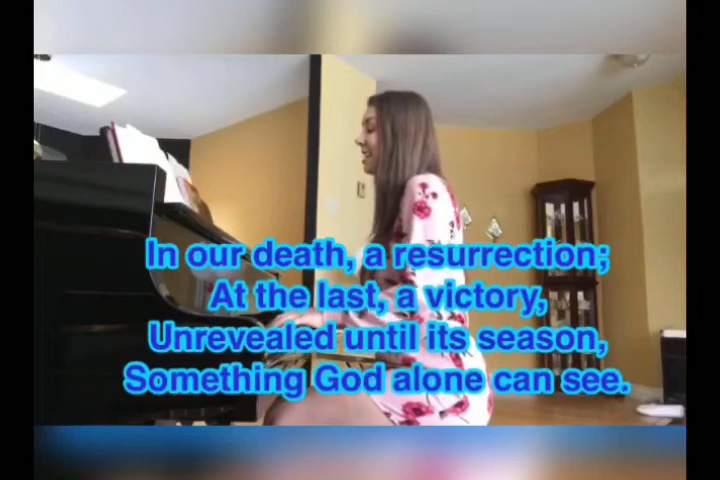 In our death, a resurrection;
At the last, a victory,
Unrevealed until its season,
Something God alone can see.